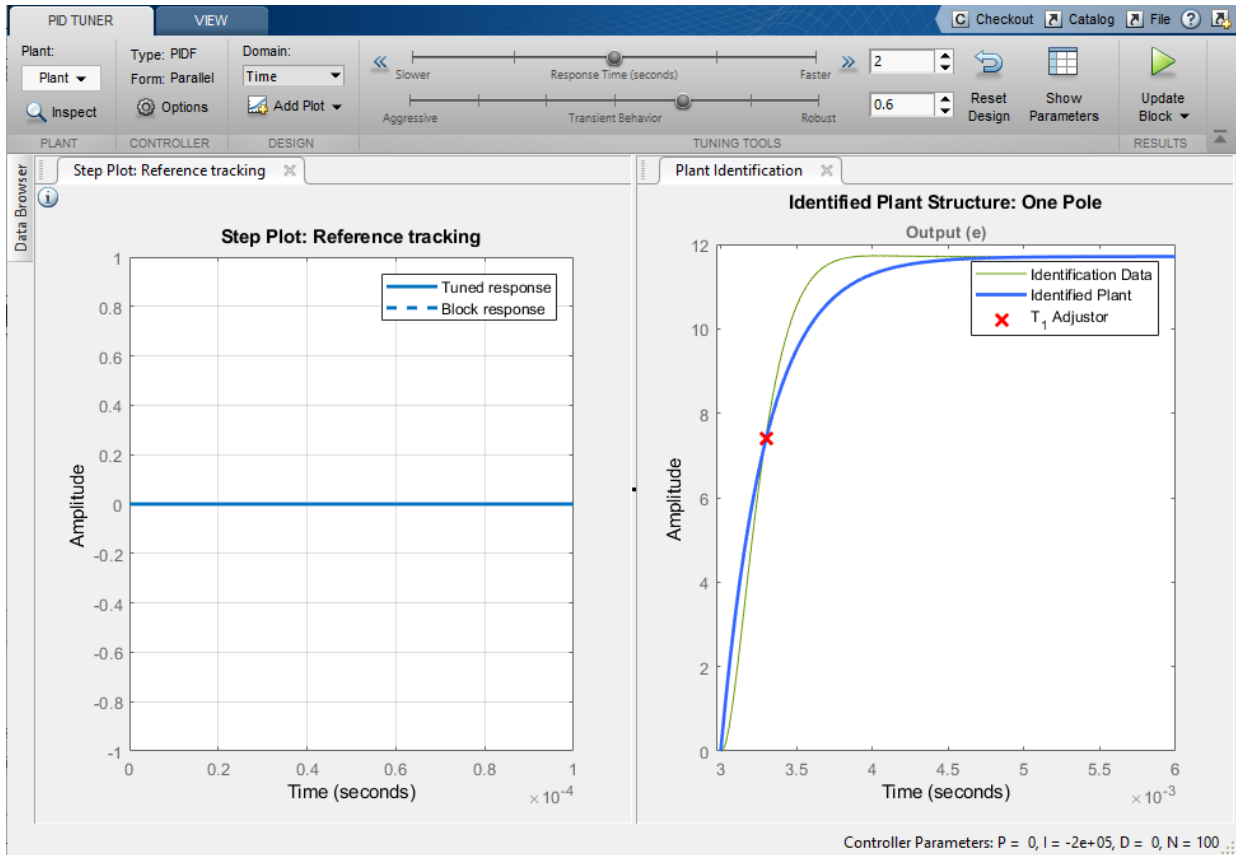 PID TUNER
VIEW
C Checkout
Catalog
File
?
Plant:
Plant
Inspect
PLANT
Type: PIDF
Form: Parallel
Options
CONTROLLER
Domain:
Time
Add Plot
DESIGN
Slower
Response Time (seconds)
Faster
2
Aggressive
Transient Behavior
Robust
0.6
Reset
Design
Show
Parameters
TUNING TOOLS
Update
Block
RESULTS
Data Browser
Step Plot: Reference tracking
Step Plot: Reference tracking
Tuned response
Block response
1
0.8
0.6
0.4
0.2
0
-0.2
-0.4
-0.6
-0.8
-1
Amplitude
0 0.2 0.4 0.6 0.8 1
Time (seconds)
×10^-4
Plant Identification
Identified Plant Structure: One Pole
Output (e)
Identification Data
Identified Plant
T_1 Adjustor
12
10
8
6
4
2
0
Amplitude
3 3.5 4 4.5 5 5.5 6
Time (seconds)
×10^-3
Controller Parameters: P = 0, I = -2e+05, D = 0, N = 100